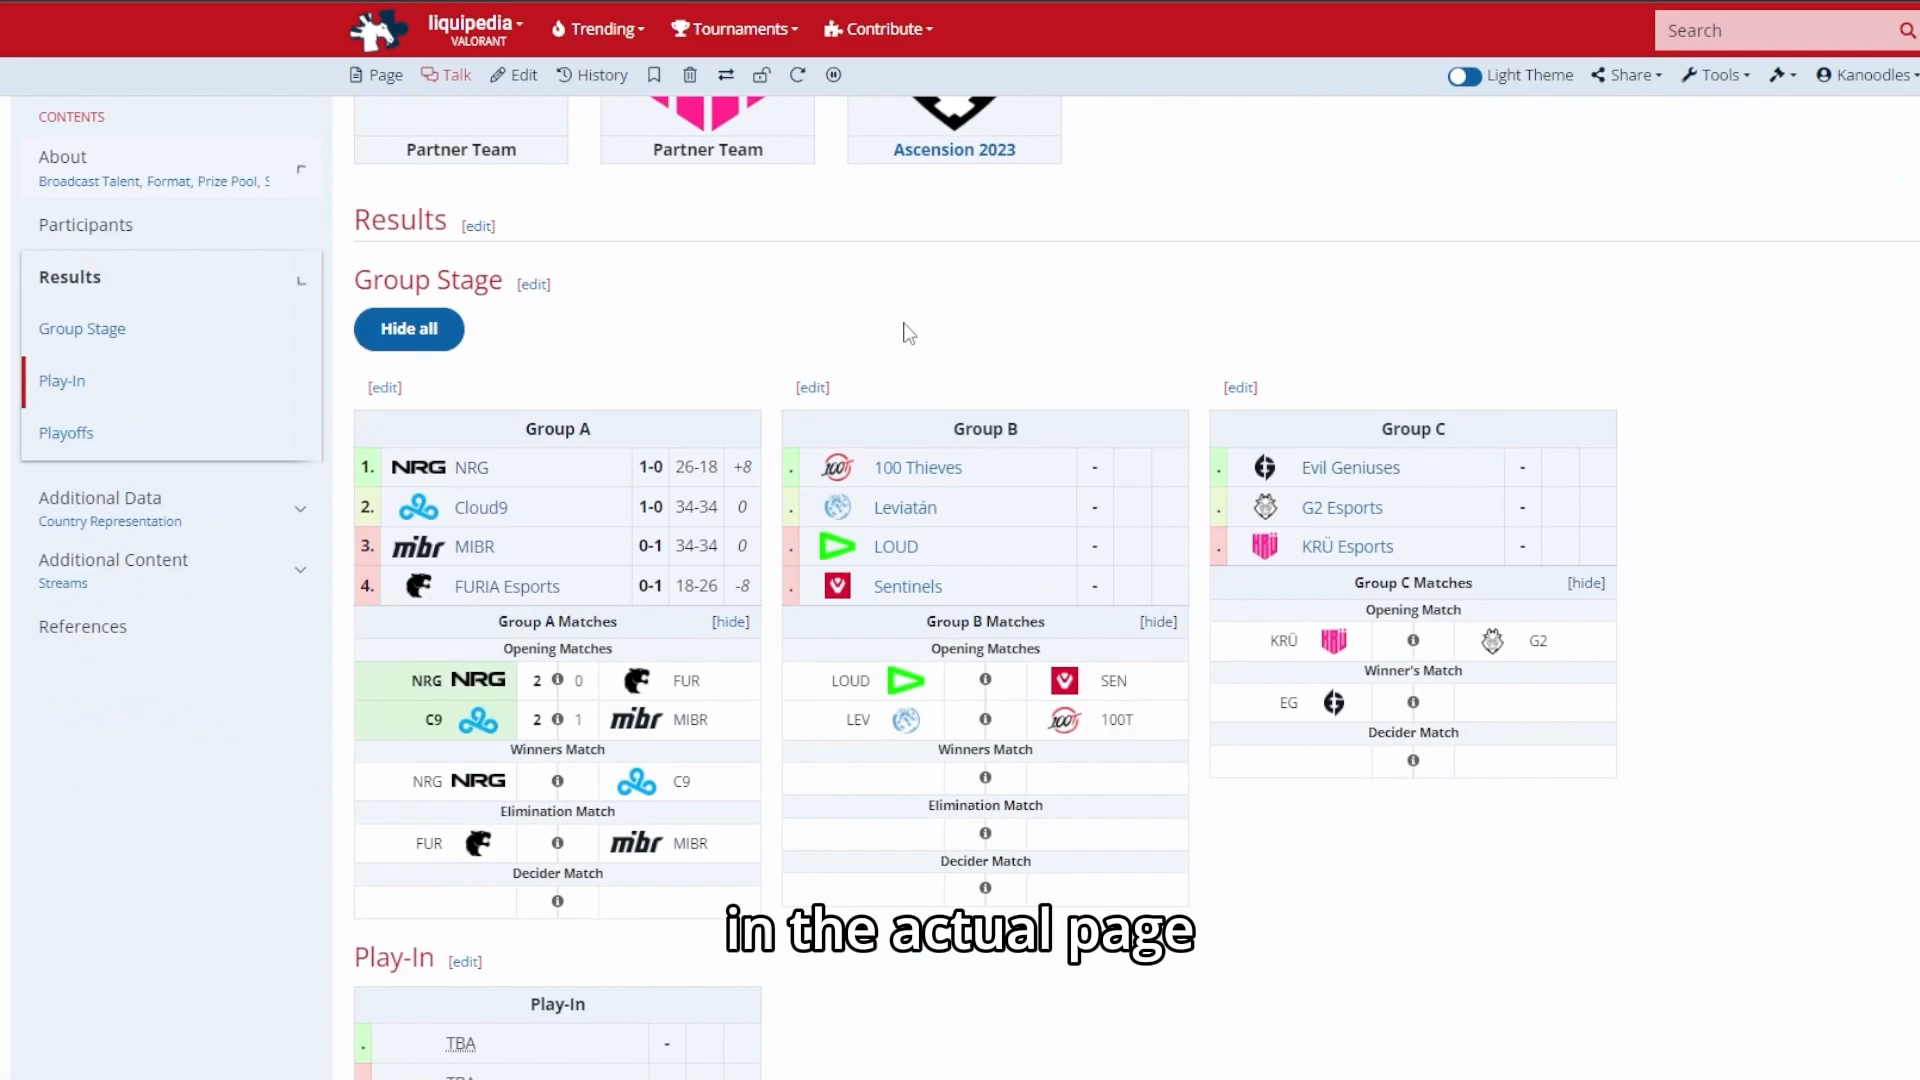 liquipedia
VALORANT
Trending
Tournaments
Contribute
Search
Page
Talk
Edit
History
Light Theme
Share
Tools
Kanoodles
CONTENTS
About
Broadcast Talent, Format, Prize Pool, S
Participants
Results
Group Stage
Play-In
Playoffs
Additional Data
Country Representation
Additional Content
Streams
References
Partner Team
Partner Team
Ascension 2023
Results [edit]
Group Stage [edit]
Hide all
[edit]
Group A
1. NRG NRG 1-0 26-18 +8
2. Cloud9 1-0 34-34 0
3. mibr MIBR 0-1 34-34 0
4. FURIA Esports 0-1 18-26 -8
Group A Matches [hide]
Opening Matches
NRG NRG 2 0 FUR
C9 2 1 mibr MIBR
Winners Match
NRG NRG C9
Elimination Match
FUR mibr MIBR
Decider Match
[edit]
Group B
. 100T 100 Thieves -
. Leviatán -
. LOUD -
. Sentinels -
Group B Matches [hide]
Opening Matches
LOUD SEN
LEV 100T 100T
Winners Match
Elimination Match
Decider Match
[edit]
Group C
. Evil Geniuses -
. G2 Esports -
. KRÜ KRÜ Esports -
Group C Matches [hide]
Opening Match
KRÜ KRÜ G2
Winner's Match
EG
Decider Match
in the actual page
Play-In [edit]
Play-In
. TBA -